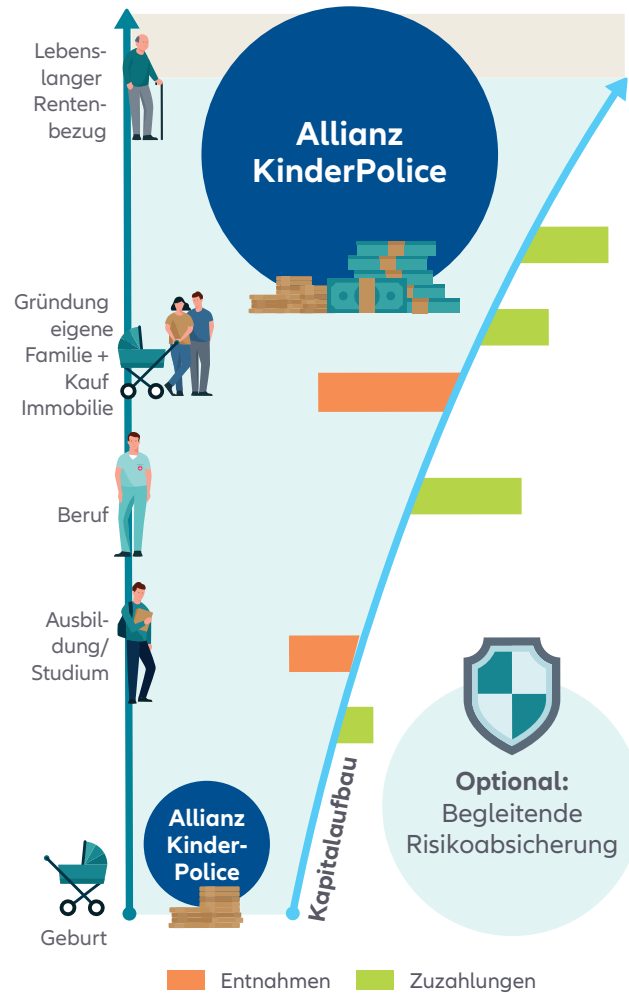 Lebens-
langer
Renten-
bezug
Allianz
KinderPolice
Gründung
eigene
Familie +
Kauf
Immobilie
Beruf
Ausbil-
dung/
Studium
Optional:
Begleitende
Risikoabsicherung
Kapitalaufbau
Allianz
Kinder-
Police
Geburt
Entnahmen
Zuzahlungen